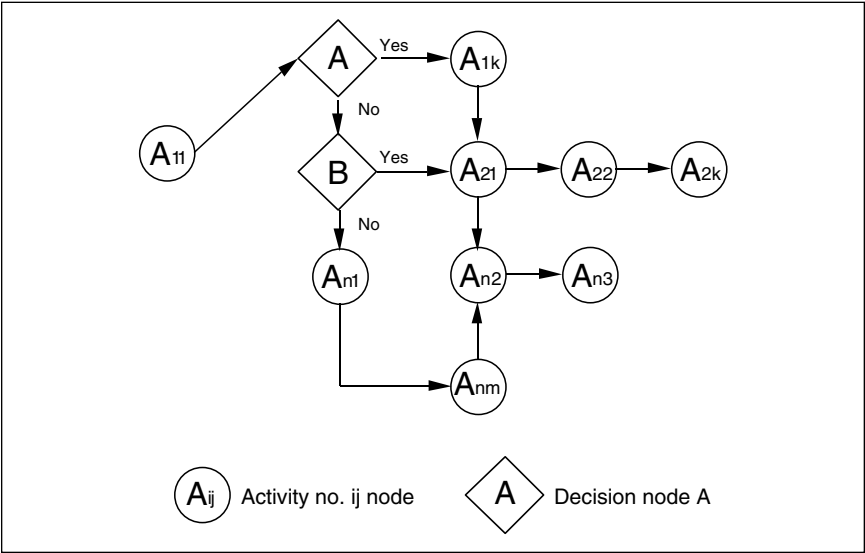 A
Yes
A1k
No
A11
B
Yes
A21
A22
A2k
No
An1
An2
An3
Anm
Aij Activity no. ij node
A Decision node A